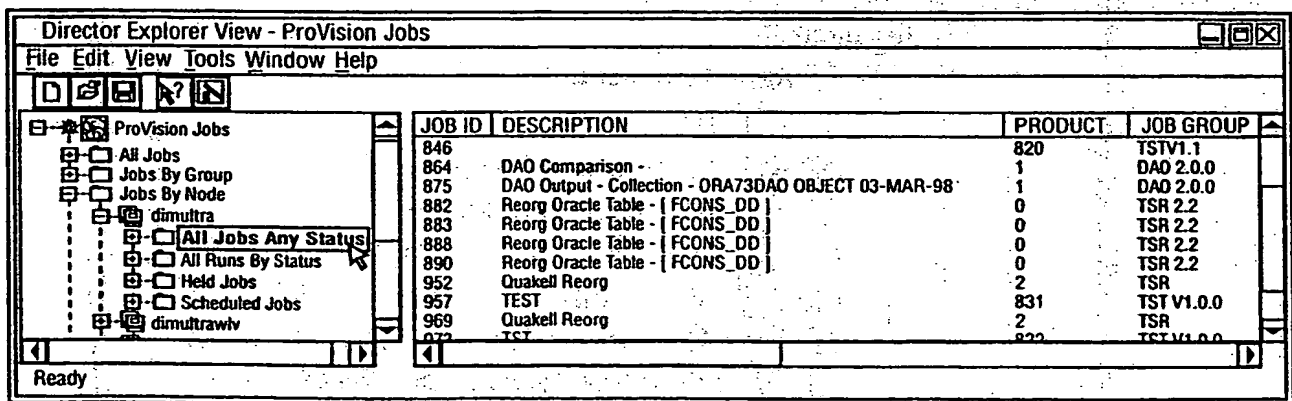 Director Explorer View - ProVision Jobs
File Edit View Tools Window Help
ProVision Jobs
All Jobs
Jobs By Group
Jobs By Node
dimultra
All Jobs Any Status
All Runs By Status
Held Jobs
Scheduled Jobs
dimultrawlv
JOB ID DESCRIPTION PRODUCT JOB GROUP
846 820 TSTV1.1
864 DAO Comparison - 1 DAO 2.0.0
875 DAO Output - Collection - ORA73DAO OBJECT 03-MAR-98 1 DAO 2.0.0
882 Reorg Oracle Table - [ FCONS_DD ] 0 TSR 2.2
883 Reorg Oracle Table - [ FCONS_DD ] 0 TSR 2.2
888 Reorg Oracle Table - [ FCONS_DD ] 0 TSR 2.2
890 Reorg Oracle Table - [ FCONS_DD ] 0 TSR 2.2
952 Quakell Reorg 2 TSR
957 TEST 831 TST V1.0.0
969 Quakell Reorg 2 TSR
TST TST V1.0.0
Ready